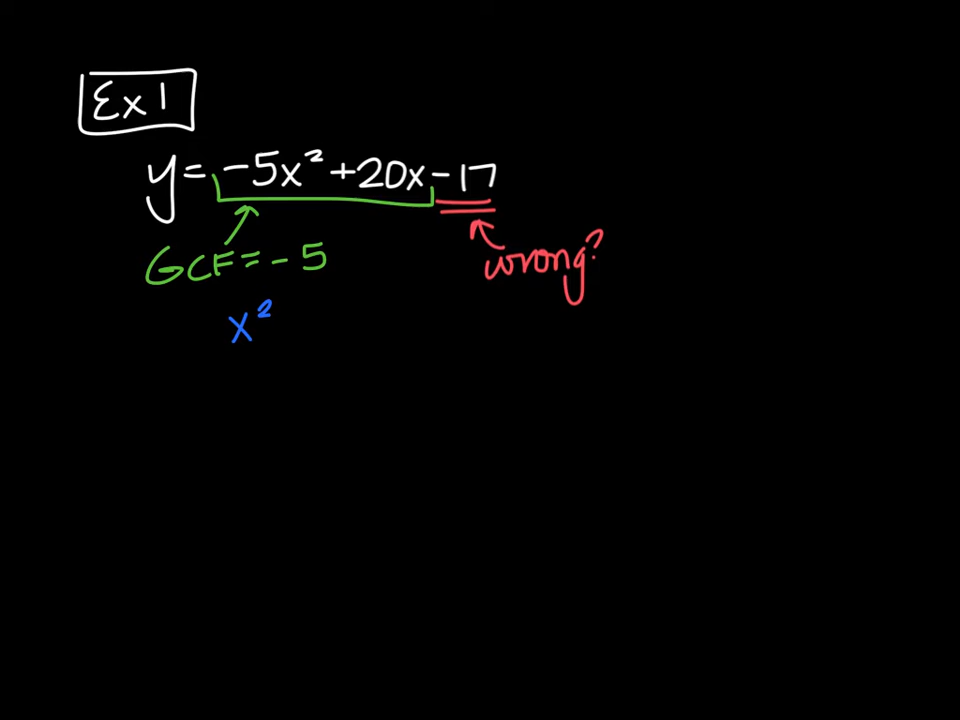 Ex 1
y = -5x² + 20x - 17
GCF = -5
wrong?
x²